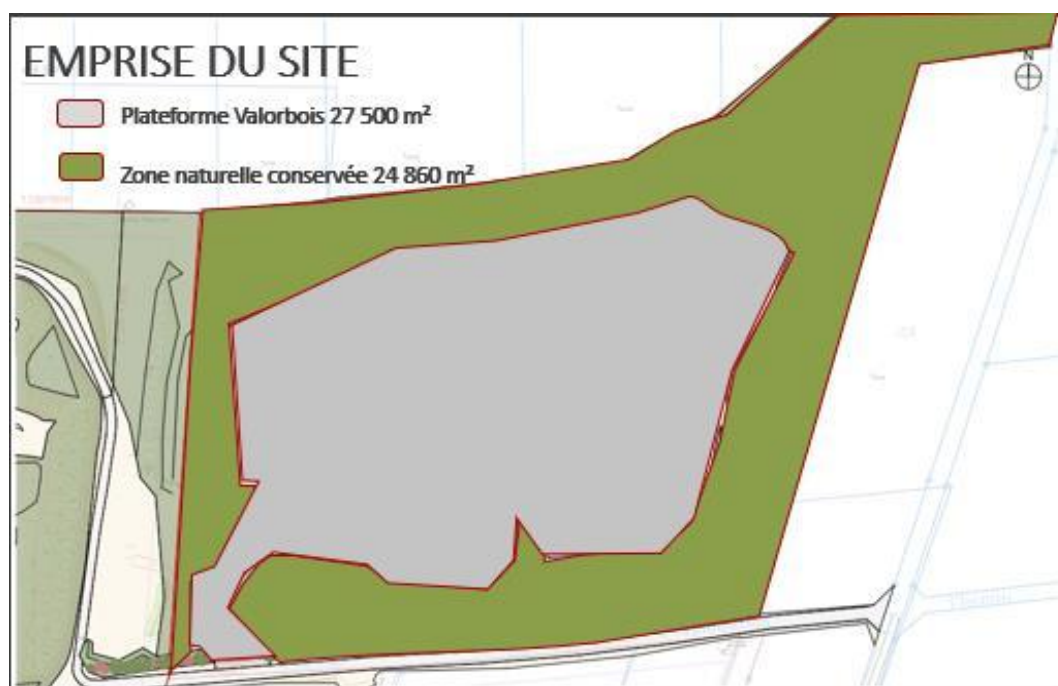 EMPRISE DU SITE
N
Plateforme Valorbois 27 500 m²
Zone naturelle conservée 24 860 m²